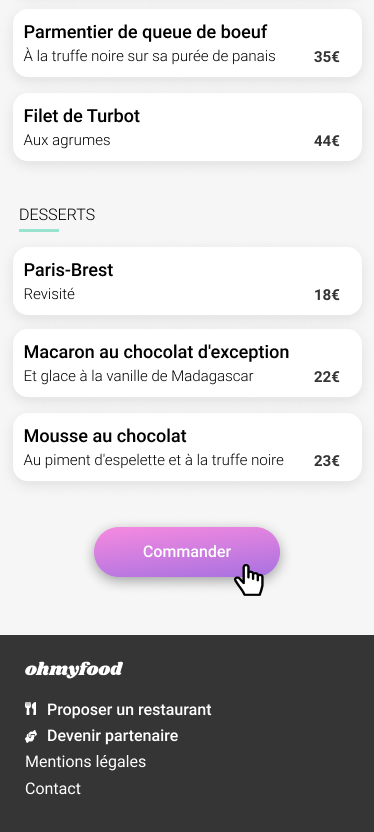 Parmentier de queue de boeuf
À la truffe noire sur sa purée de panais 35€
Filet de Turbot
Aux agrumes 44€
DESSERTS
Paris-Brest
Revisité 18€
Macaron au chocolat d'exception
Et glace à la vanille de Madagascar 22€
Mousse au chocolat
Au piment d'espelette et à la truffe noire 23€
Commander
ohmyfood
Proposer un restaurant
Devenir partenaire
Mentions légales
Contact